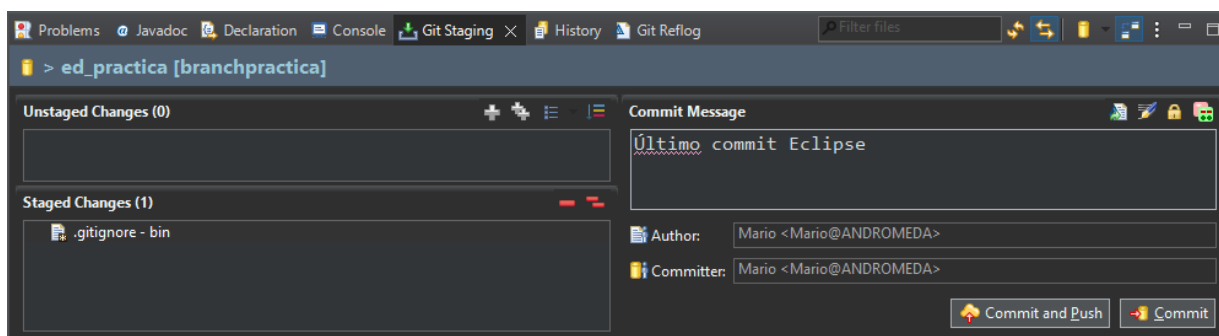 Problems @ Javadoc Declaration Console Git Staging History Git Reflog Filter files
> ed_practica [branchpractica]
Unstaged Changes (0)
Staged Changes (1)
.gitignore - bin
Commit Message
Último commit Eclipse
Author: Mario <Mario@ANDROMEDA>
Committer: Mario <Mario@ANDROMEDA>
Commit and Push Commit